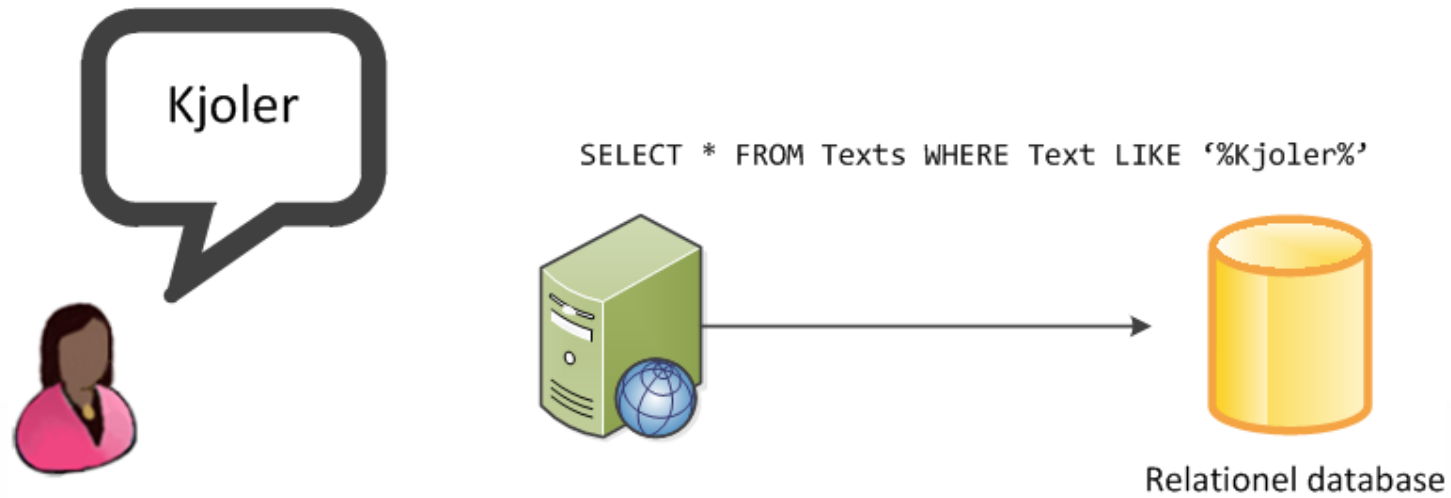 Kjoler
SELECT * FROM Texts WHERE Text LIKE ‘%Kjoler%’
Relationel database